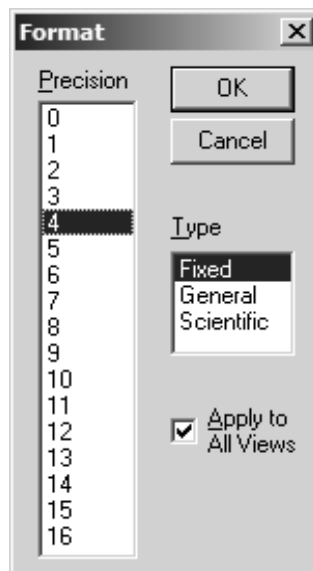 Format
Precision
0
1
2
3
4
5
6
7
8
9
10
11
12
13
14
15
16
OK
Cancel
Type
Fixed
General
Scientific
Apply to
All Views